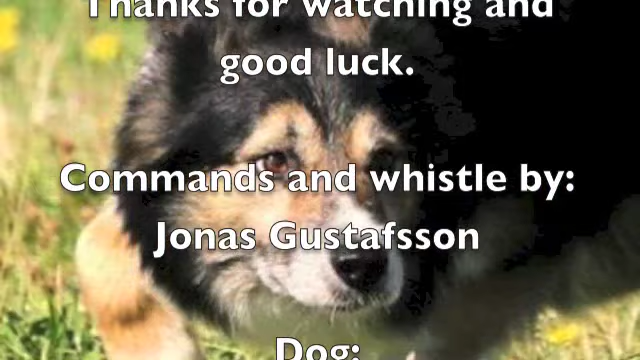 Thanks for watching and
good luck.
Commands and whistle by:
Jonas Gustafsson
Dog: